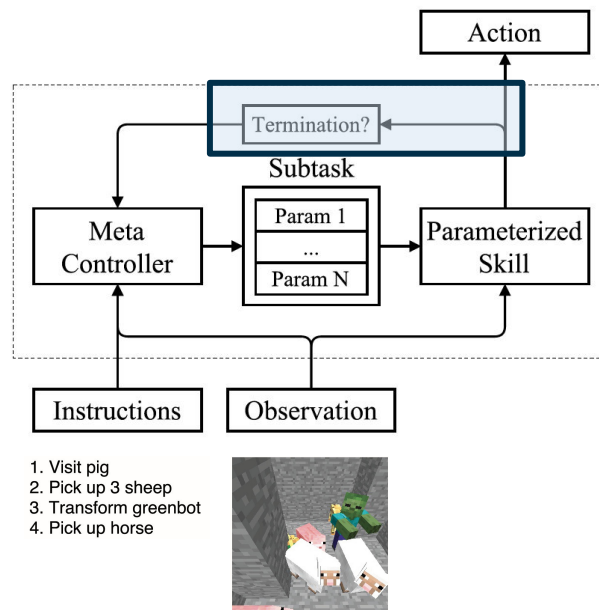 Action
Termination?
Subtask
Meta
Controller
Param 1
...
Param N
Parameterized
Skill
Instructions
Observation
1. Visit pig
2. Pick up 3 sheep
3. Transform greenbot
4. Pick up horse